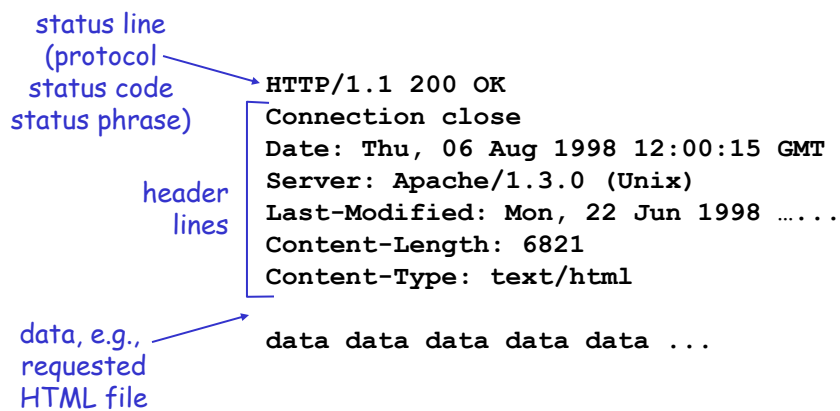 status line
(protocol
status code
status phrase)
HTTP/1.1 200 OK
Connection close
Date: Thu, 06 Aug 1998 12:00:15 GMT
Server: Apache/1.3.0 (Unix)
Last-Modified: Mon, 22 Jun 1998 …...
Content-Length: 6821
Content-Type: text/html
header
lines
data, e.g.,
requested
HTML file
data data data data data ...